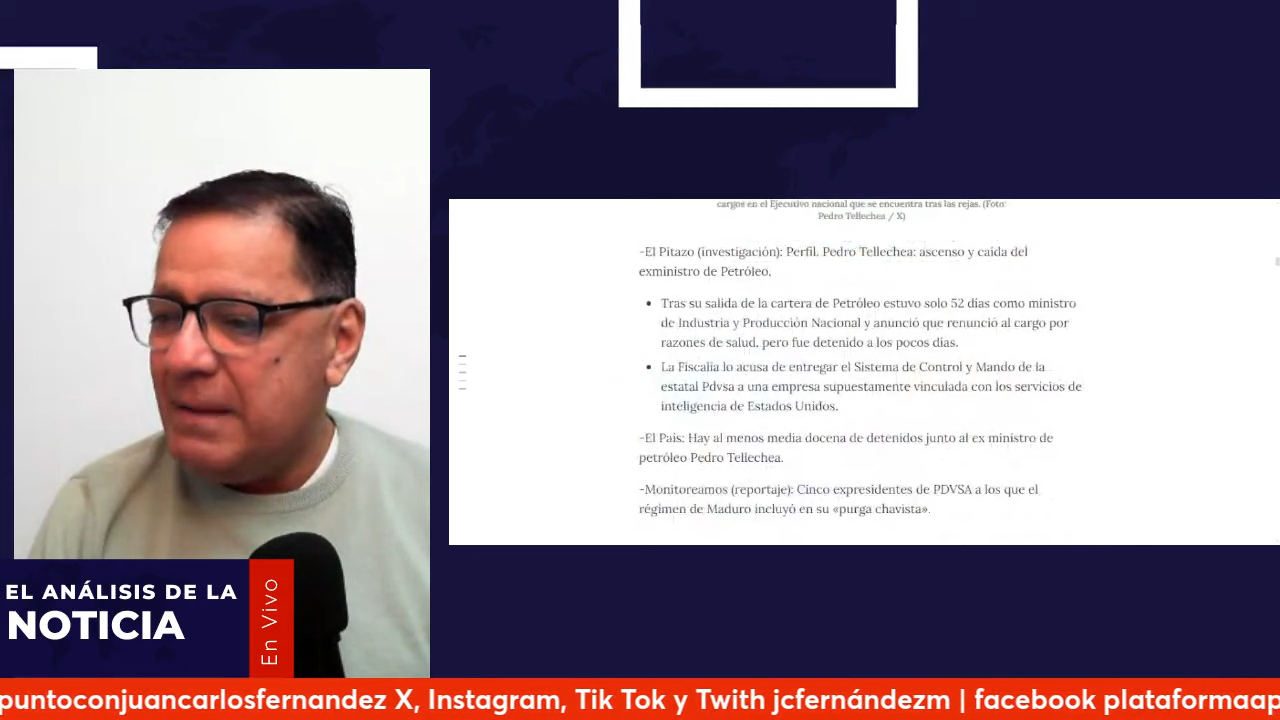 cargos en el Ejecutivo nacional que se encuentra tras las rejas. (Foto:
Pedro Tellechea / X)
-El Pitazo (investigación): Perfil. Pedro Tellechea: ascenso y caída del
exministro de Petróleo.
• Tras su salida de la cartera de Petróleo estuvo solo 52 días como ministro
de Industria y Producción Nacional y anunció que renunció al cargo por
razones de salud, pero fue detenido a los pocos días.
• La Fiscalía lo acusa de entregar el Sistema de Control y Mando de la
estatal Pdvsa a una empresa supuestamente vinculada con los servicios de
inteligencia de Estados Unidos.
-El País: Hay al menos media docena de detenidos junto al ex ministro de
petróleo Pedro Tellechea.
-Monitoreamos (reportaje): Cinco expresidentes de PDVSA a los que el
régimen de Maduro incluyó en su «purga chavista».
EL ANÁLISIS DE LA
NOTICIA
En Vivo
puntoconjuancarlosfernandez X, Instagram, Tik Tok y Twith jcfernándezm | facebook plataformaap